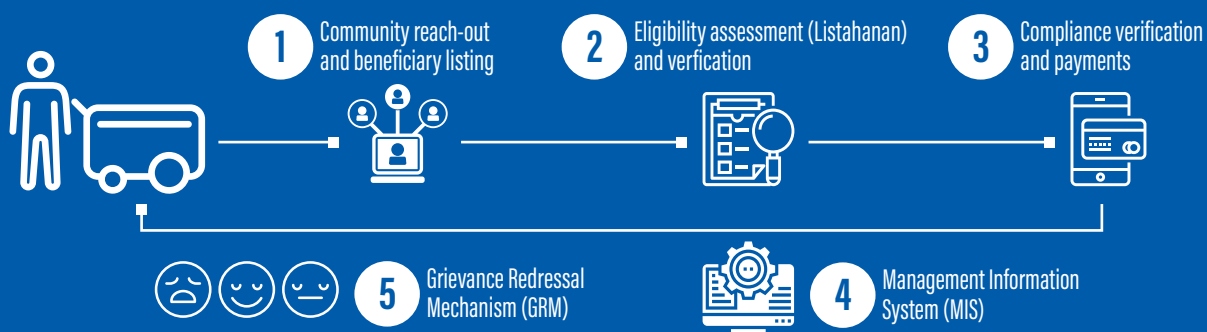 1
Community reach-out
and beneficiary listing
2
Eligibility assessment (Listahanan)
and verfication
3
Compliance verification
and payments
5
Grievance Redressal
Mechanism (GRM)
4
Management Information
System (MIS)